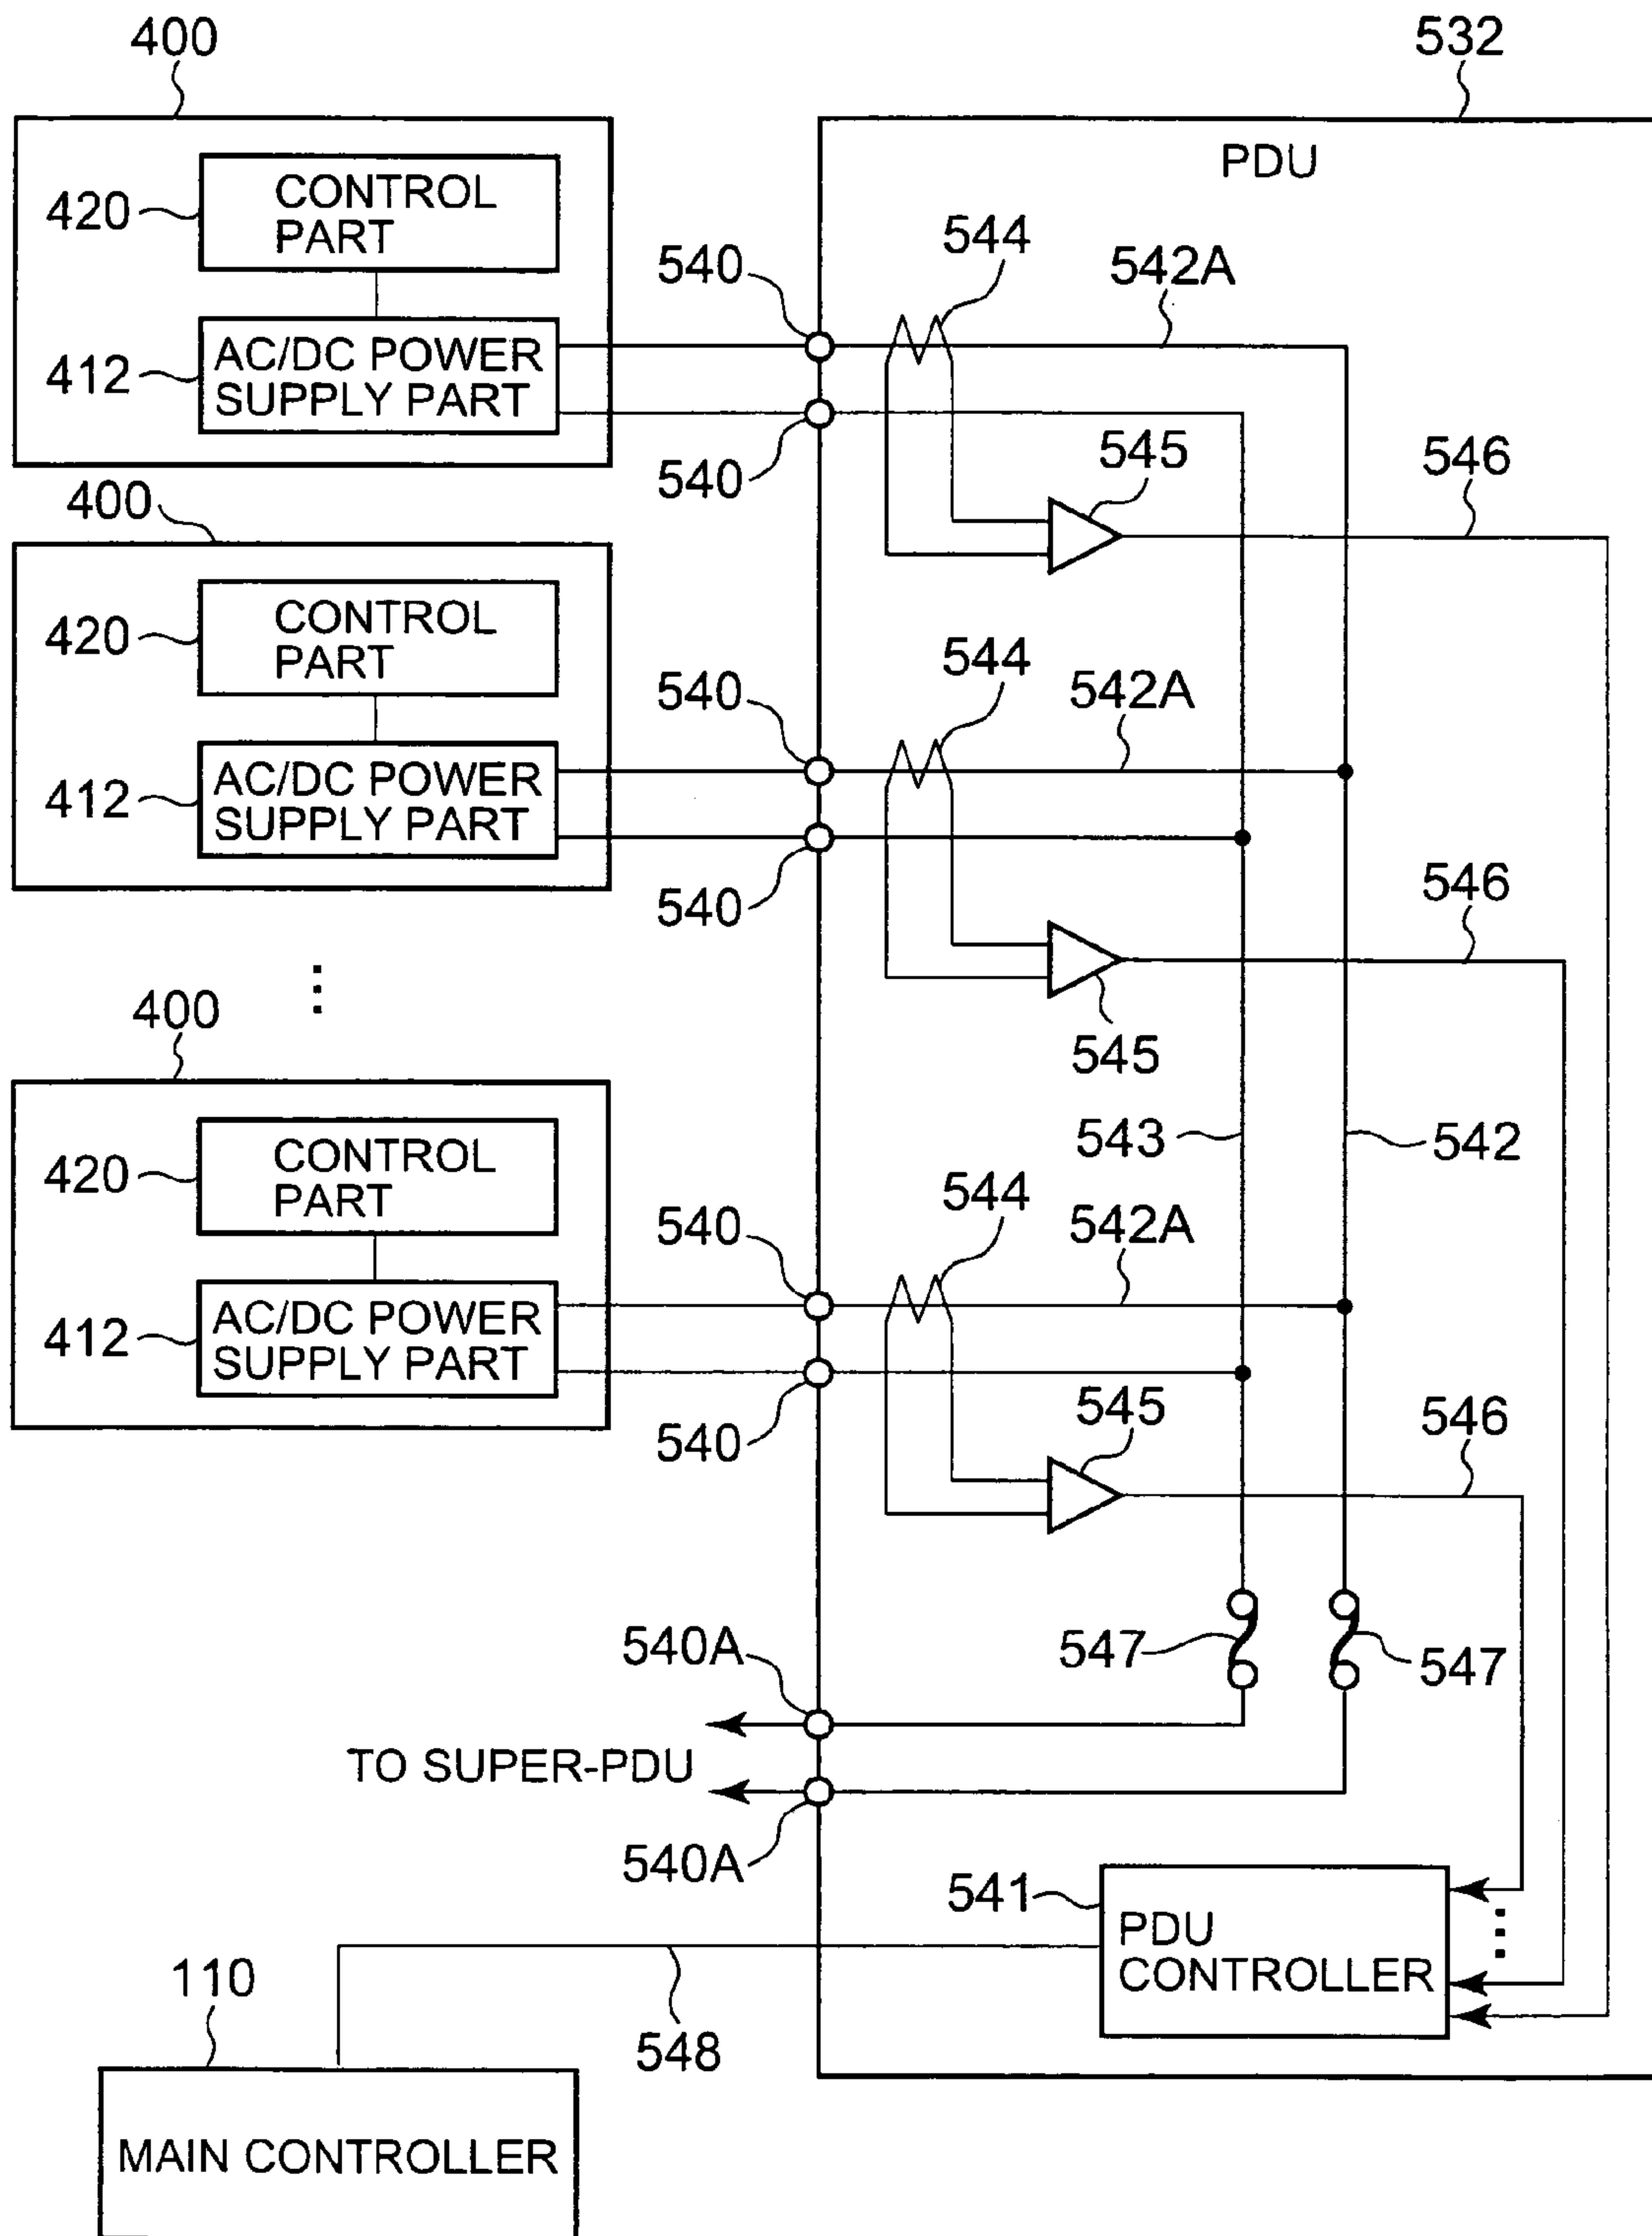 400
532
PDU
420
CONTROL
PART
544
540
542A
412
AC/DC POWER
SUPPLY PART
545
546
540
400
420
CONTROL
PART
544
540
542A
412
AC/DC POWER
SUPPLY PART
546
540
545
400
543
542
420
CONTROL
PART
544
540
542A
412
AC/DC POWER
SUPPLY PART
545
546
540
540A
547
547
TO SUPER-PDU
540A
541
PDU
CONTROLLER
110
548
MAIN CONTROLLER